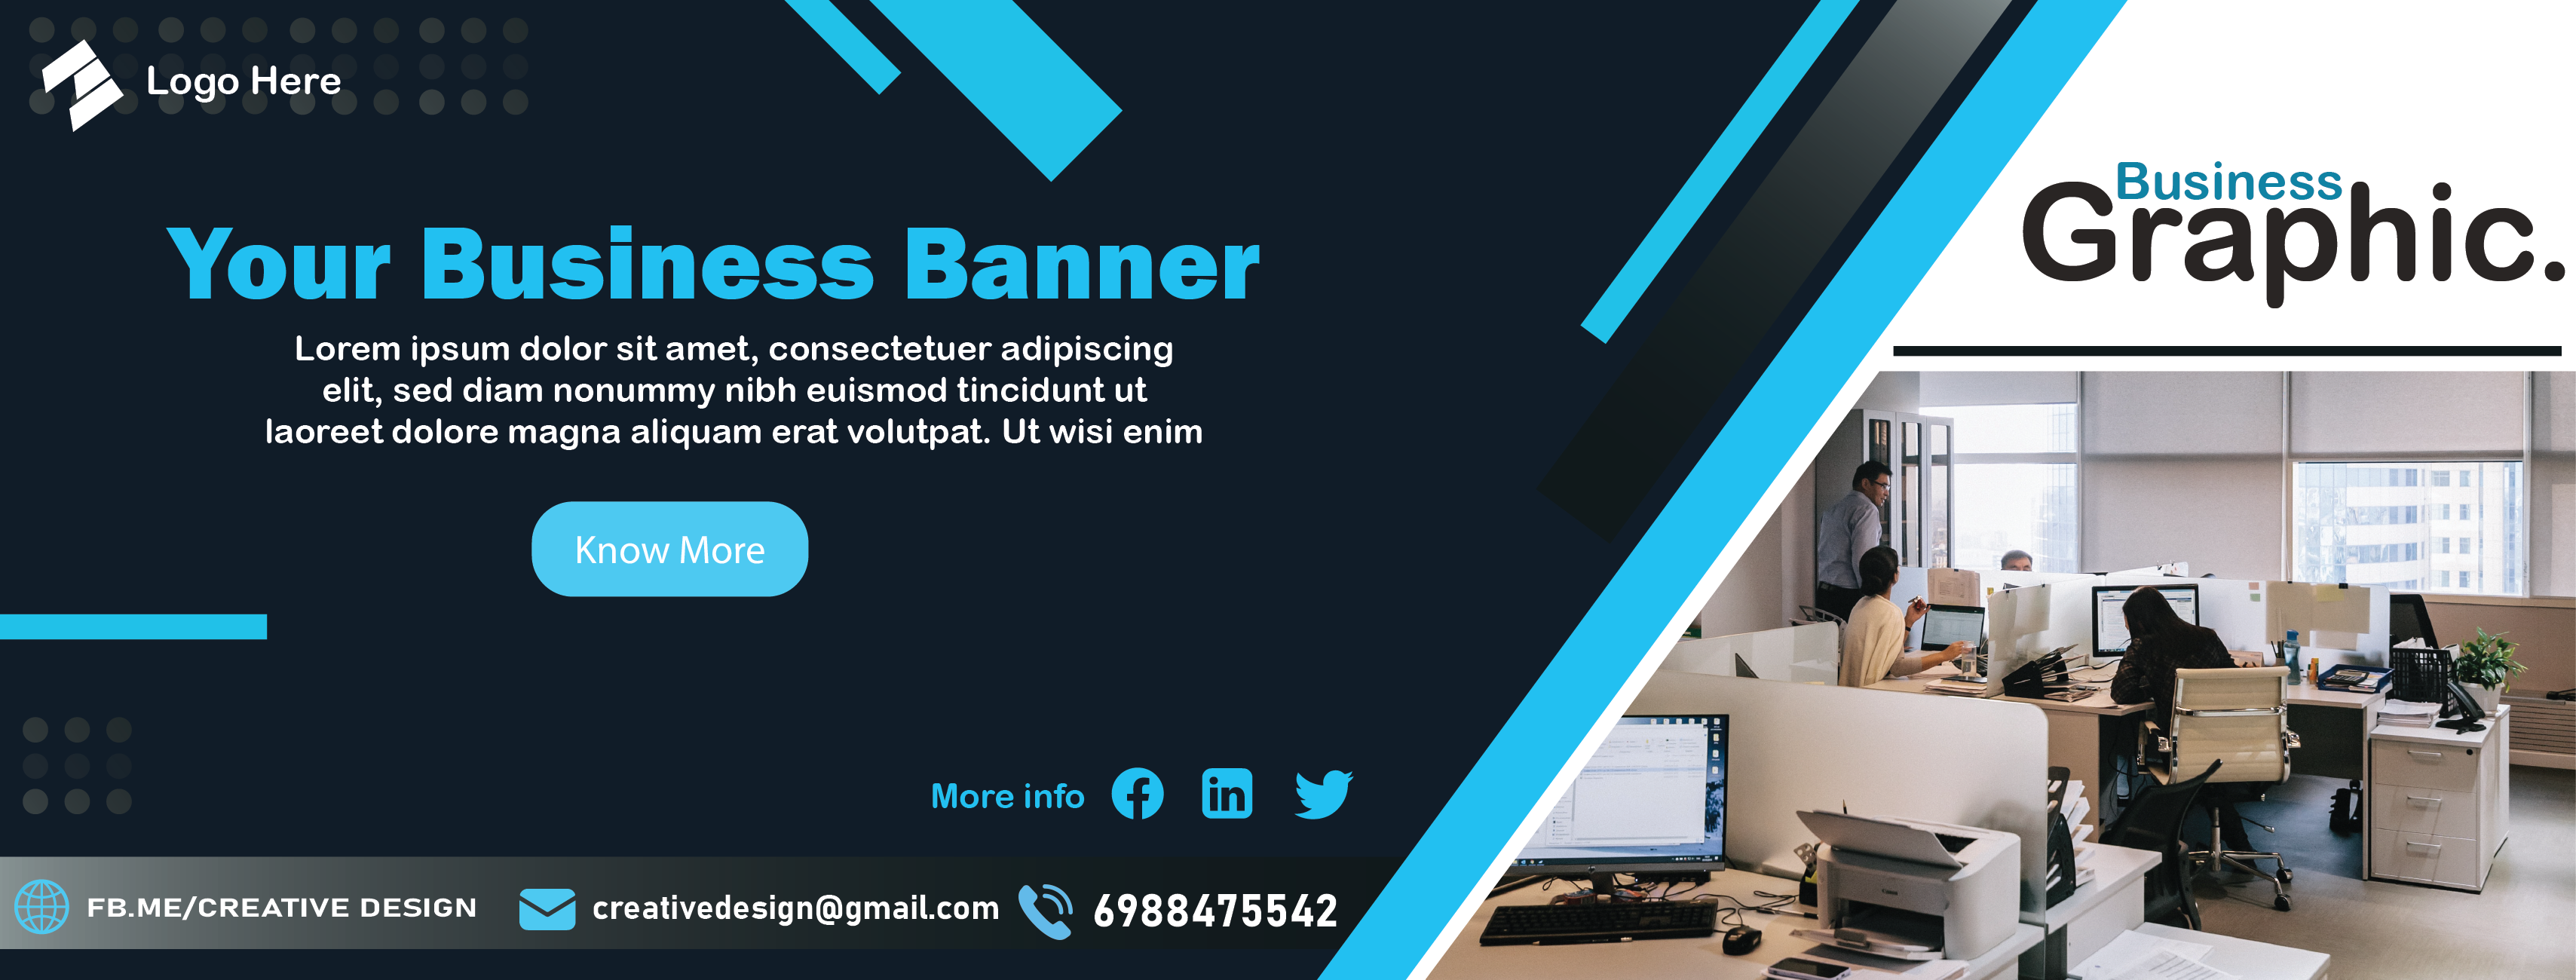 Logo Here
Your Business Banner
Lorem ipsum dolor sit amet, consectetuer adipiscing
elit, sed diam nonummy nibh euismod tincidunt ut
laoreet dolore magna aliquam erat volutpat. Ut wisi enim
Know More
More info
FB.ME/CREATIVE DESIGN
creativedesign@gmail.com
6988475542
Business
Graphic.
Canon